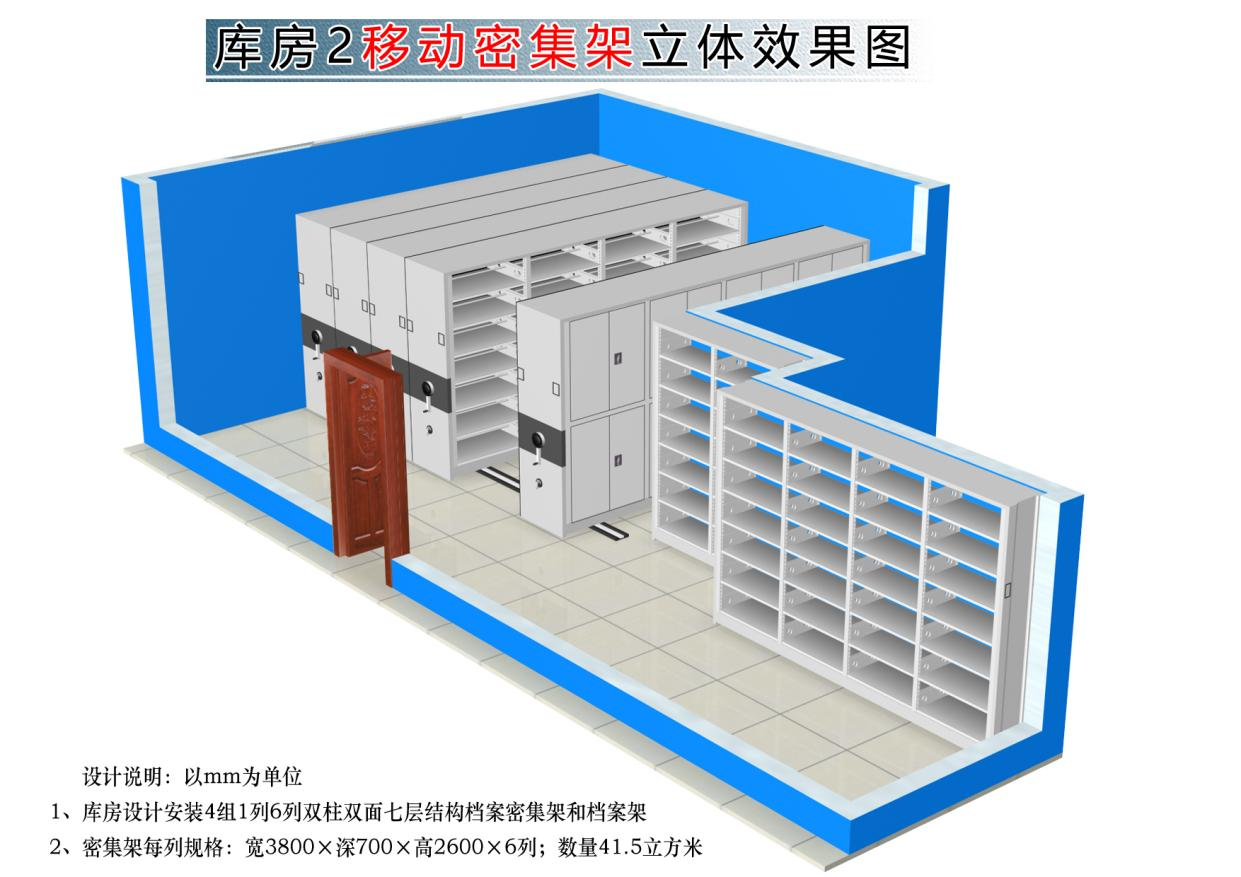 库房2移动密集架立体效果图
设计说明：以mm为单位
1、库房设计安装4组1列6列双柱双面七层结构档案密集架和档案架
2、密集架每列规格：宽3800×深700×高2600×6列；数量41.5立方米